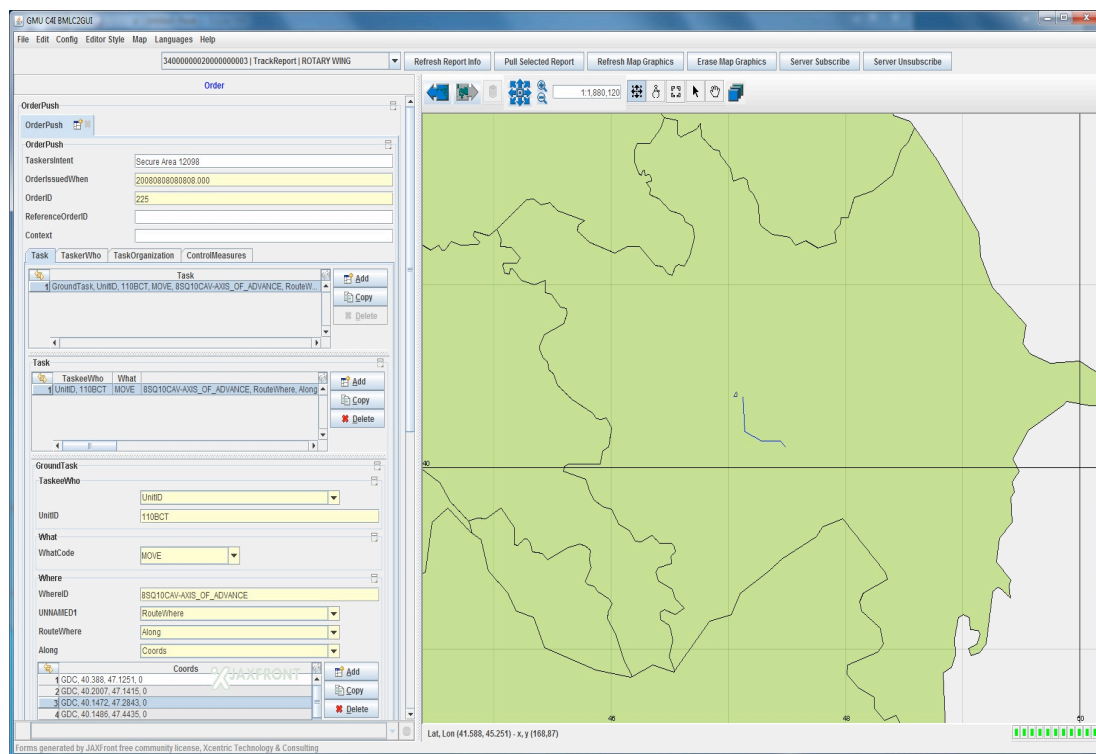 GMU C4I BMLC2GUI
File Edit Config Editor Style Map Languages Help
34000000020000000003 | TrackReport | ROTARY WING
Refresh Report Info
Pull Selected Report
Refresh Map Graphics
Erase Map Graphics
Server Subscribe
Server Unsubscribe
Order
1:1,880,120
OrderPush
OrderPush
OrderPush
TaskersIntent Secure Area 12098
OrderIssuedWhen 20080808080808.000
OrderID 225
ReferenceOrderID
Context
Task TaskerWho TaskOrganization ControlMeasures
Task
1 GroundTask, UnitID, 110BCT, MOVE, 8SQ10CAV-AXIS_OF_ADVANCE, RouteW...
Add
Copy
Delete
Task
TaskeeWho What
1 UnitID, 110BCT MOVE 8SQ10CAV-AXIS_OF_ADVANCE, RouteWhere, Along
Add
Copy
Delete
GroundTask
TaskeeWho
UnitID
UnitID 110BCT
What
WhatCode MOVE
Where
WhereID 8SQ10CAV-AXIS_OF_ADVANCE
UNNAMED1 RouteWhere
RouteWhere Along
Along Coords
Coords
1 GDC, 40.388, 47.1251, 0
2 GDC, 40.2007, 47.1415, 0
3 GDC, 40.1472, 47.2843, 0
4 GDC, 40.1486, 47.4435, 0
JAXFRONT
Add
Copy
Delete
40
46 48 50
Lat, Lon (41.588, 45.251) - x, y (168,87)
Forms generated by JAXFront free community license, Xcentric Technology & Consulting